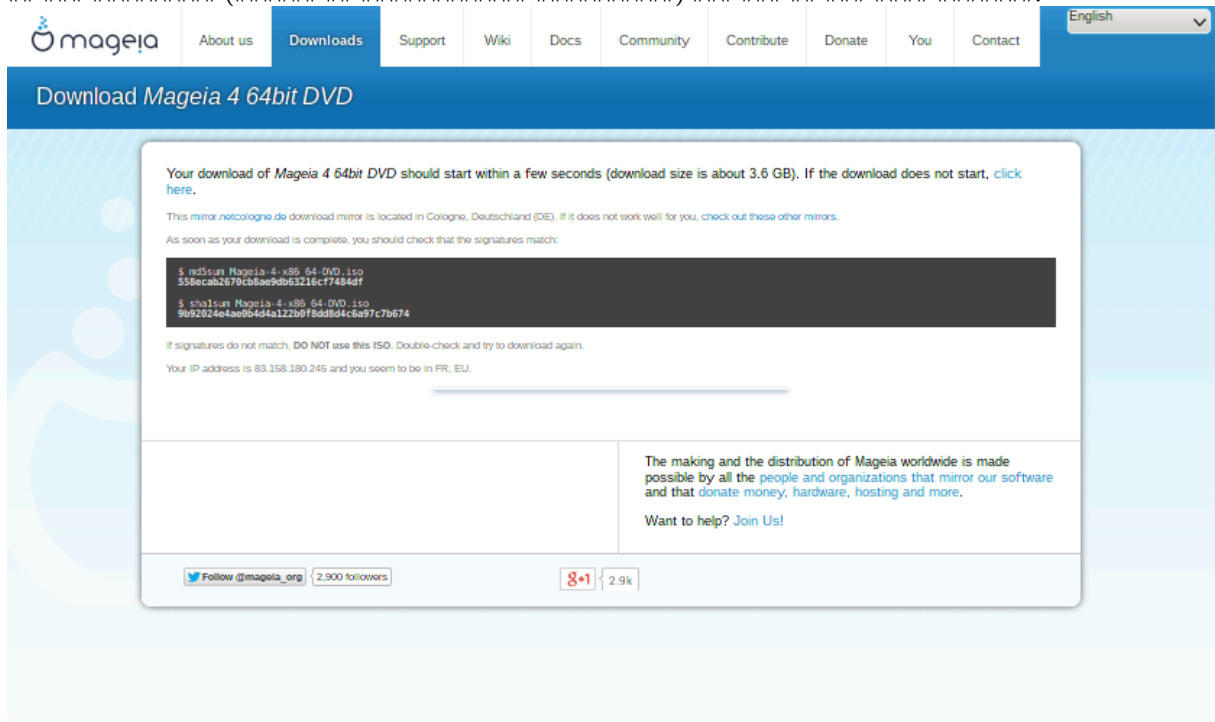 English
mageia
About us
Downloads
Support
Wiki
Docs
Community
Contribute
Donate
You
Contact
Download Mageia 4 64bit DVD
Your download of Mageia 4 64bit DVD should start within a few seconds (download size is about 3.6 GB). If the download does not start, click
here.
This mirror.netcologne.de download mirror is located in Cologne, Deutschland (DE). If it does not work well for you, check out these other mirrors.
As soon as your download is complete, you should check that the signatures match:
$ md5sum Mageia-4-x86_64-DVD.iso
558ecab2670cb8ae9db63216cf7484df
$ sha1sum Mageia-4-x86_64-DVD.iso
9b92024e4ae0b4d4a122b0f8dd8d4c6a97c7b674
If signatures do not match, DO NOT use this ISO. Double-check and try to download again.
Your IP address is 83.158.180.245 and you seem to be in FR, EU.
The making and the distribution of Mageia worldwide is made
possible by all the people and organizations that mirror our software
and that donate money, hardware, hosting and more.
Want to help? Join Us!
Follow @mageia_org
2,900 followers
g+1
2.9k